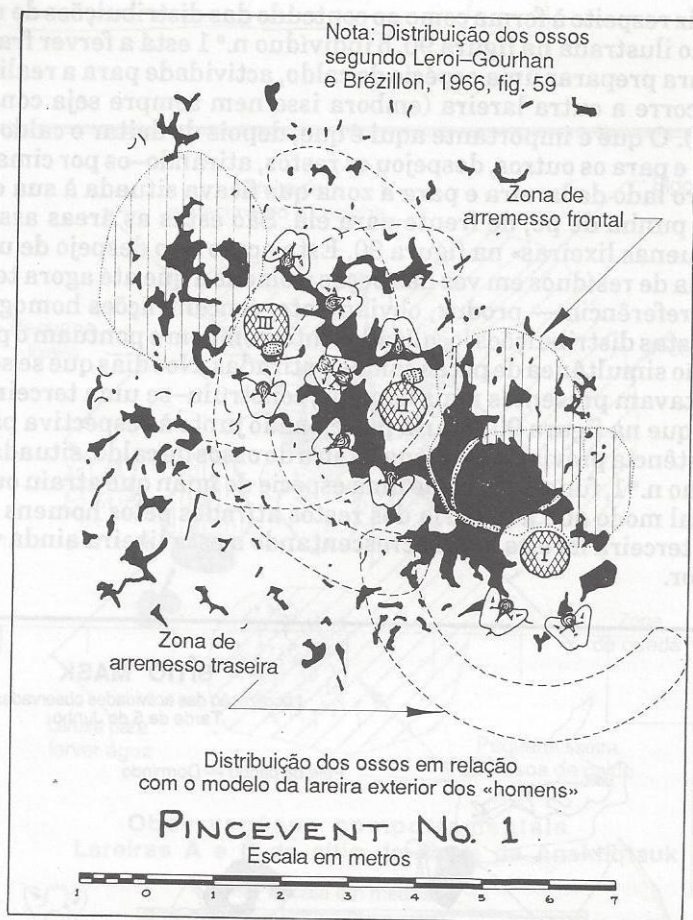 Nota: Distribuição dos ossos
segundo Leroi-Gourhan
e Brézillon, 1966, fig. 59
Zona de
arremesso frontal
III
II
I
Zona de
arremesso traseira
Distribuição dos ossos em relação
com o modelo da lareira exterior dos «homens»
PINCEVENT No. 1
Escala em metros
1 0 1 2 3 4 5 6 7